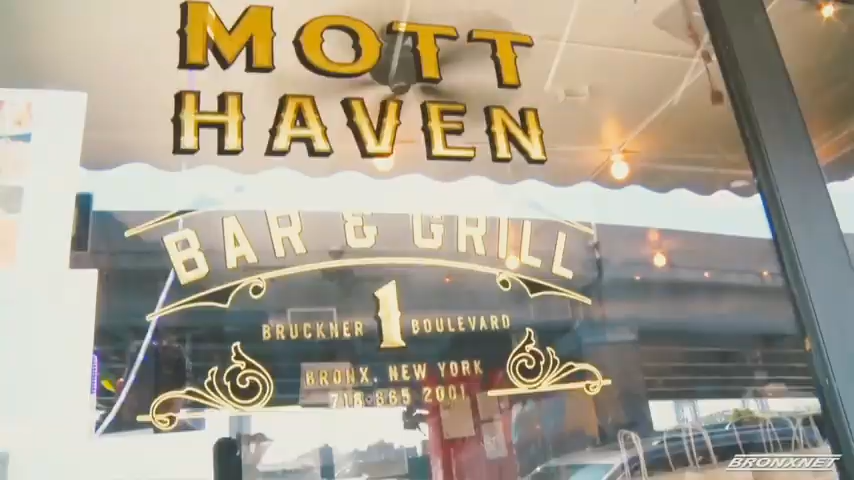 MOTT
HAVEN
BAR & GRILL
BRUCKNER 1 BOULEVARD
BRONX, NEW YORK
718 665 2001
BRONXNET